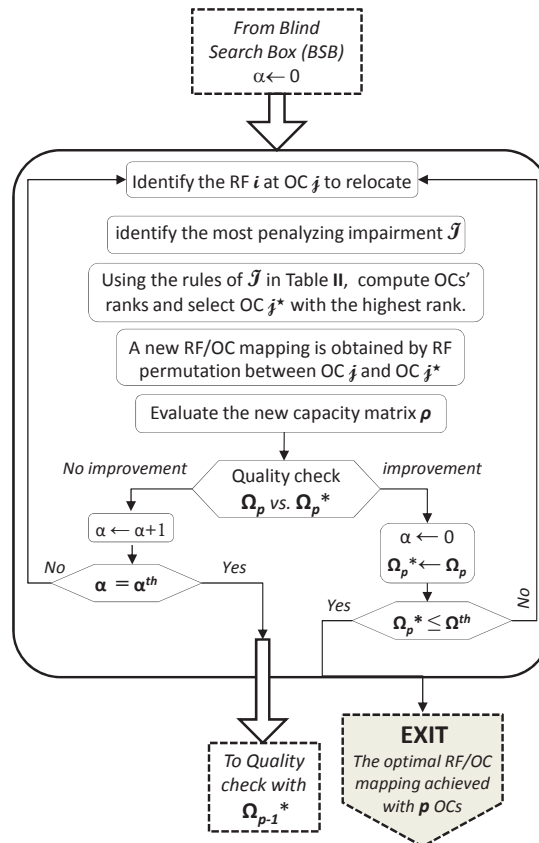 From Blind
Search Box (BSB)
α← 0
Identify the RF i at OC j to relocate
identify the most penalyzing impairment ℐ
Using the rules of ℐ in Table II, compute OCs'
ranks and select OC j* with the highest rank.
A new RF/OC mapping is obtained by RF
permutation between OC j and OC j*
Evaluate the new capacity matrix ρ
No improvement
Quality check
Ωp vs. Ωp*
improvement
α ← α+1
α ← 0
Ωp* ← Ωp
No
α = αth
Yes
Yes
Ωp* ≤ Ωth
No
To Quality
check with
Ωp-1*
EXIT
The optimal RF/OC
mapping achieved
with p OCs